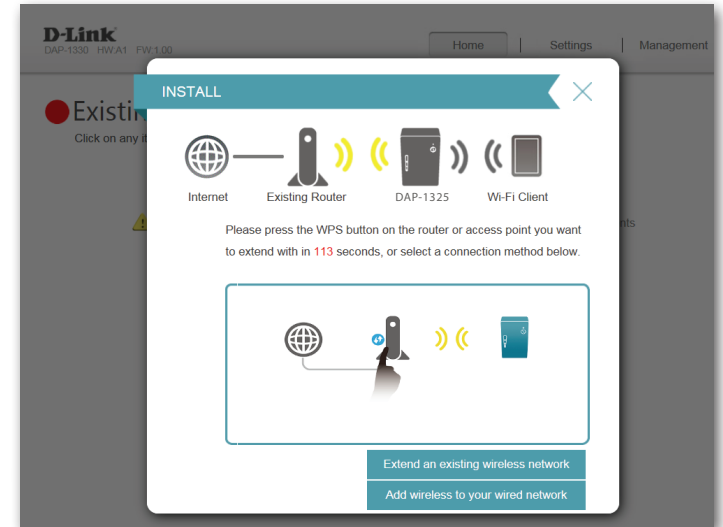 D-Link
DAP-1330 HW:A1 FW:1.00
Home | Settings | Management
INSTALL
Existin
Click on any it
Internet
Existing Router
DAP-1325
Wi-Fi Client
nts
Please press the WPS button on the router or access point you want
to extend with in 113 seconds, or select a connection method below.
Extend an existing wireless network
Add wireless to your wired network